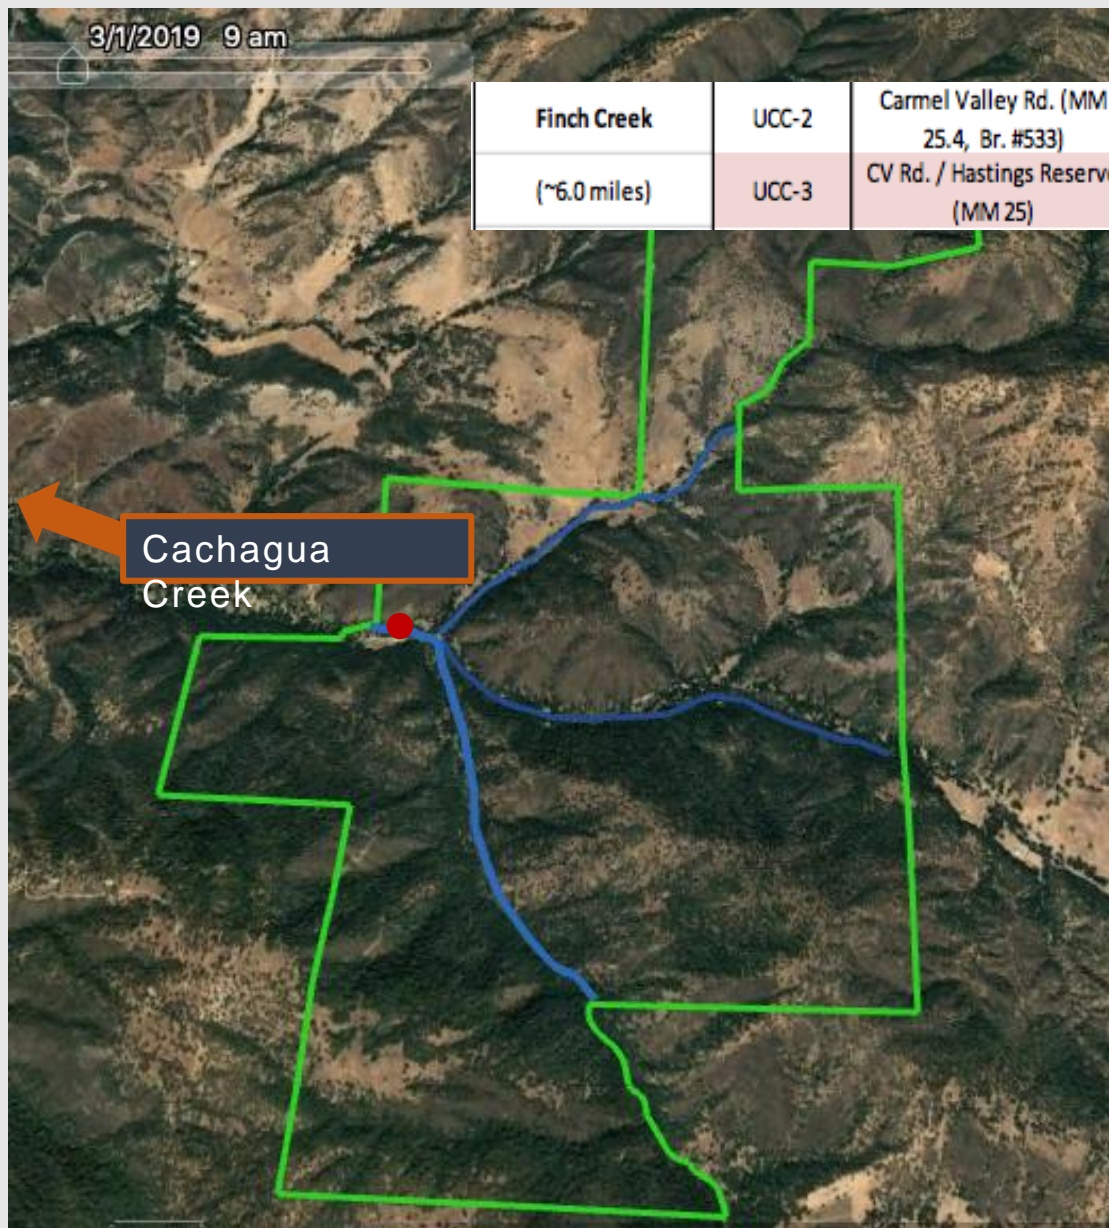 3/1/2019 9 am
Finch Creek
UCC-2
Carmel Valley Rd. (MM
25.4, Br. #533)
(~6.0 miles)
UCC-3
CV Rd. / Hastings Reserve
(MM 25)
Cachagua
Creek